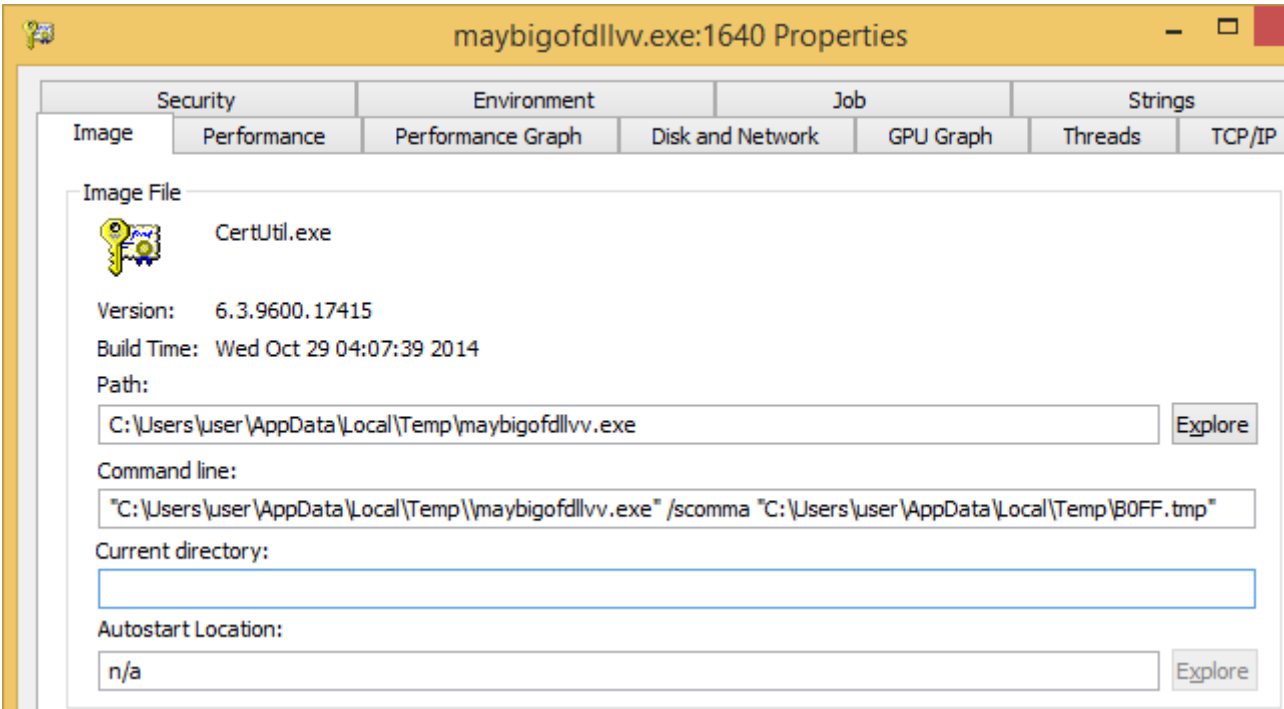 maybigofdllvv.exe:1640 Properties
Security Environment Job Strings
Image Performance Performance Graph Disk and Network GPU Graph Threads TCP/IP
Image File
CertUtil.exe
Version: 6.3.9600.17415
Build Time: Wed Oct 29 04:07:39 2014
Path:
C:\Users\user\AppData\Local\Temp\maybigofdllvv.exe Explore
Command line:
"C:\Users\user\AppData\Local\Temp\\maybigofdllvv.exe" /scomma "C:\Users\user\AppData\Local\Temp\B0FF.tmp"
Current directory:
Autostart Location:
n/a Explore